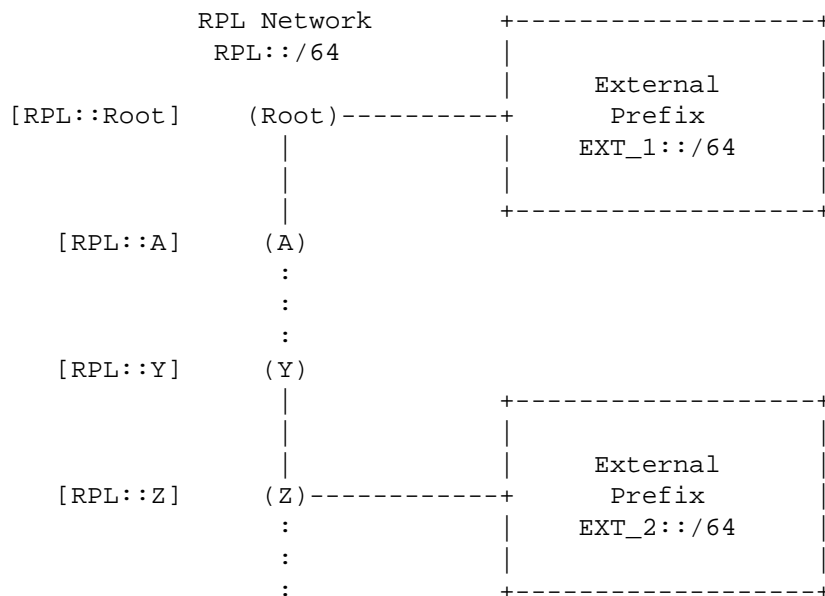 RPL Network
RPL::/64
External
[RPL::Root] (Root) Prefix
EXT_1::/64
[RPL::A] (A)
:
:
:
[RPL::Y] (Y)
External
[RPL::Z] (Z) Prefix
: EXT_2::/64
:
: